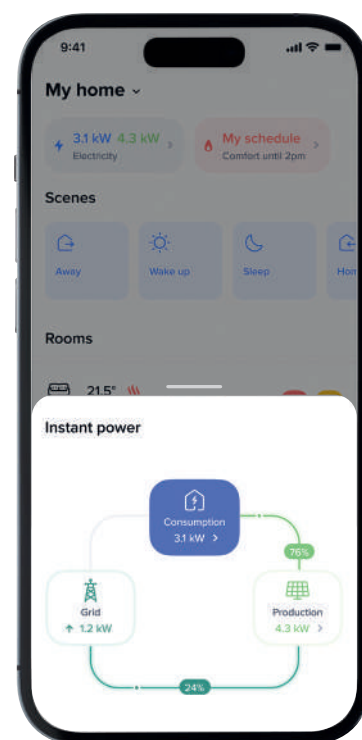 9:41
My home
3.1 kW 4.3 kW
Electricity
My schedule
Comfort until 2pm
Scenes
Away
Wake up
Sleep
Hom
Rooms
21.5°
Instant power
Consumption
3.1 kW
76%
Grid
↑ 1.2 kW
Production
4.3 kW
24%